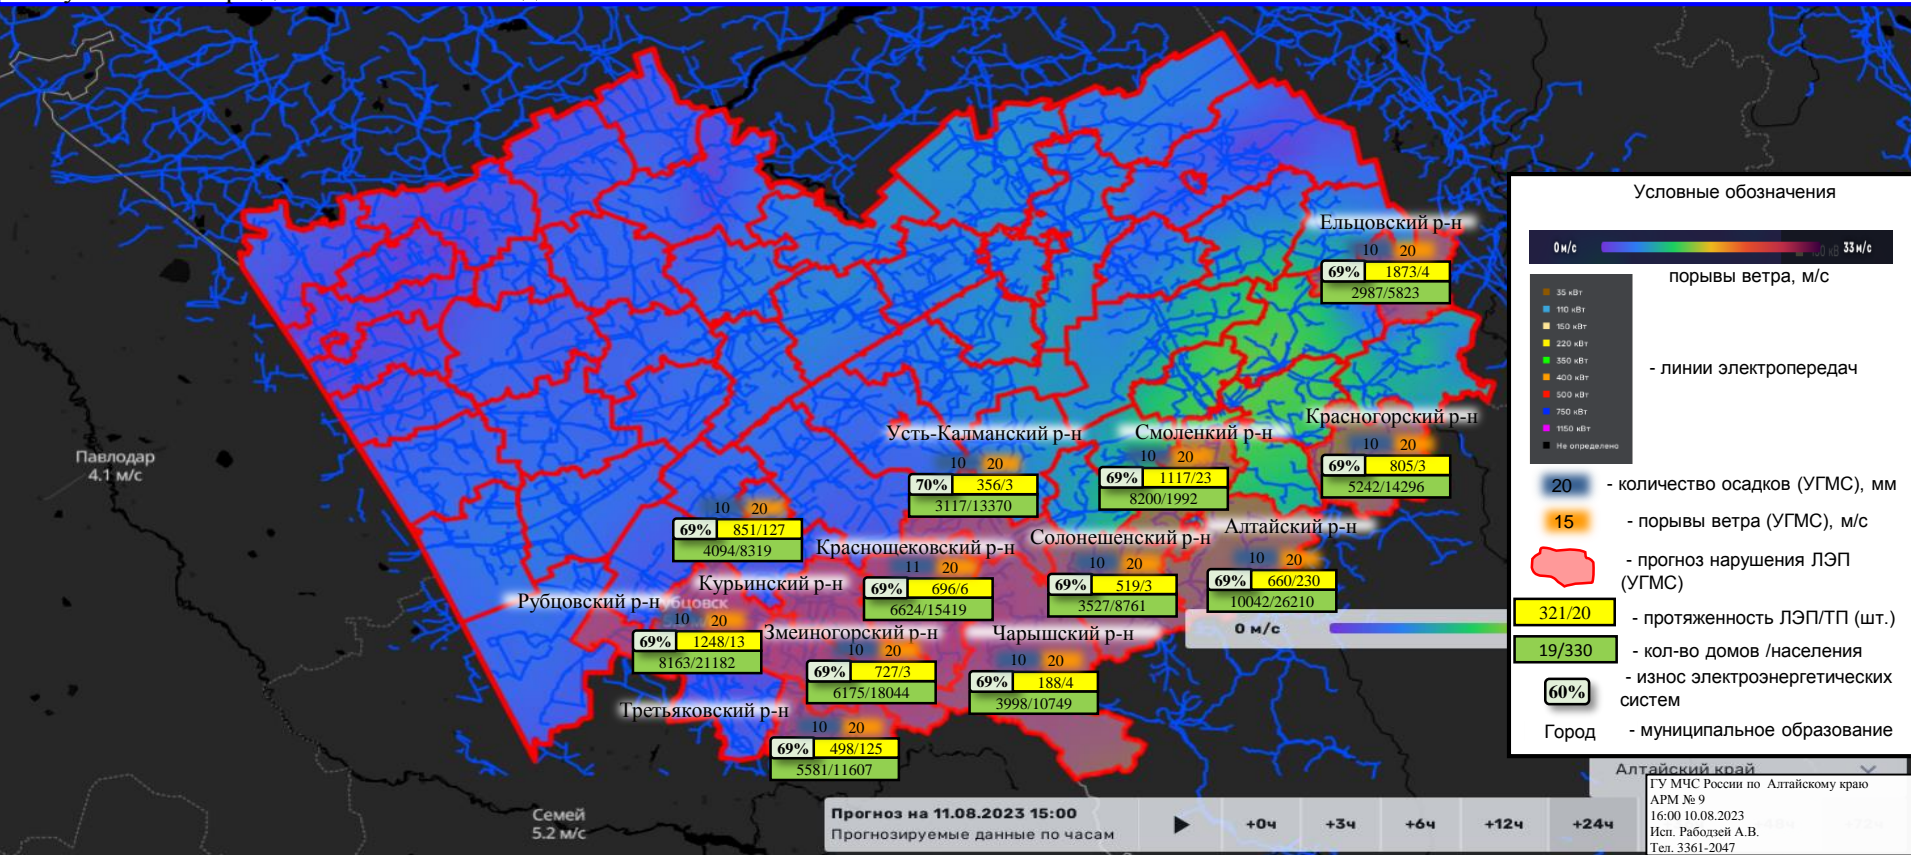 Ельцовский р-н
10 20
69% 1873/4
2987/5823
Красногорский р-н
10 20
69% 805/3
5242/14296
Усть-Калманский р-н
10 20
70% 356/3
3117/13370
Смоленкий р-н
10 20
69% 1117/23
8200/1992
Павлодар
4.1 м/с
10 20
69% 851/127
4094/8319
Алтайский р-н
10 20
69% 660/230
10042/26210
Солонешенский р-н
10 20
69% 519/3
3527/8761
Краснощековский р-н
11 20
69% 696/6
6624/15419
Курьинский р-н
Рубцовский р-н
убцовск
10 20
69% 1248/13
8163/21182
Змеиногорский р-н
10 20
69% 727/3
6175/18044
Чарышский р-н
10 20
69% 188/4
3998/10749
Третьяковский р-н
10 20
69% 498/125
5581/11607
0 м/с
Семей
5.2 м/с
Прогноз на 11.08.2023 15:00
Прогнозируемые данные по часам
+0ч +3ч +6ч +12ч +24ч
Условные обозначения
0 м/с 33 м/с
порывы ветра, м/с
35 кВт
110 кВт
150 кВт
220 кВт
350 кВт
400 кВт
500 кВт
750 кВт
1150 кВт
Не определено
- линии электропередач
20 - количество осадков (УГМС), мм
15 - порывы ветра (УГМС), м/с
- прогноз нарушения ЛЭП
(УГМС)
321/20 - протяженность ЛЭП/ТП (шт.)
19/330 - кол-во домов /населения
60% - износ электроэнергетических
систем
Город - муниципальное образование
Алтайский край
ГУ МЧС России по Алтайскому краю
АРМ № 9
16:00 10.08.2023
Исп. Рабодзей А.В.
Тел. 3361-2047